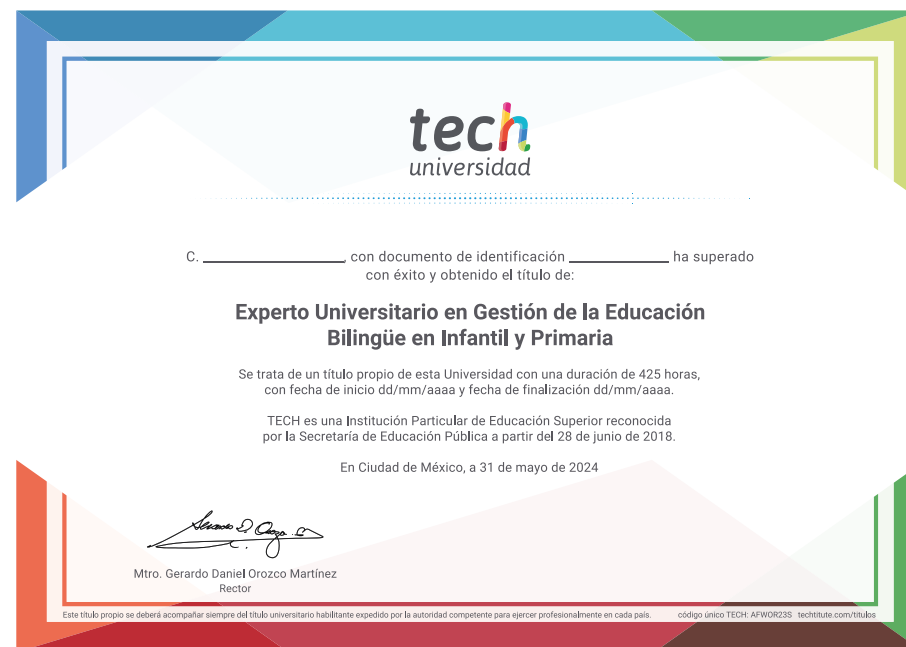 tech
universidad
C. ____________________, con documento de identificación ______________ ha superado
con éxito y obtenido el título de:
Experto Universitario en Gestión de la Educación
Bilingüe en Infantil y Primaria
Se trata de un título propio de esta Universidad con una duración de 425 horas,
con fecha de inicio dd/mm/aaaa y fecha de finalización dd/mm/aaaa.
TECH es una Institución Particular de Educación Superior reconocida
por la Secretaría de Educación Pública a partir del 28 de junio de 2018.
En Ciudad de México, a 31 de mayo de 2024
Mtro. Gerardo Daniel Orozco Martínez
Rector
Este título propio se deberá acompañar siempre del título universitario habilitante expedido por la autoridad competente para ejercer profesionalmente en cada país. código único TECH: AFWOR23S techtitute.com/titulos